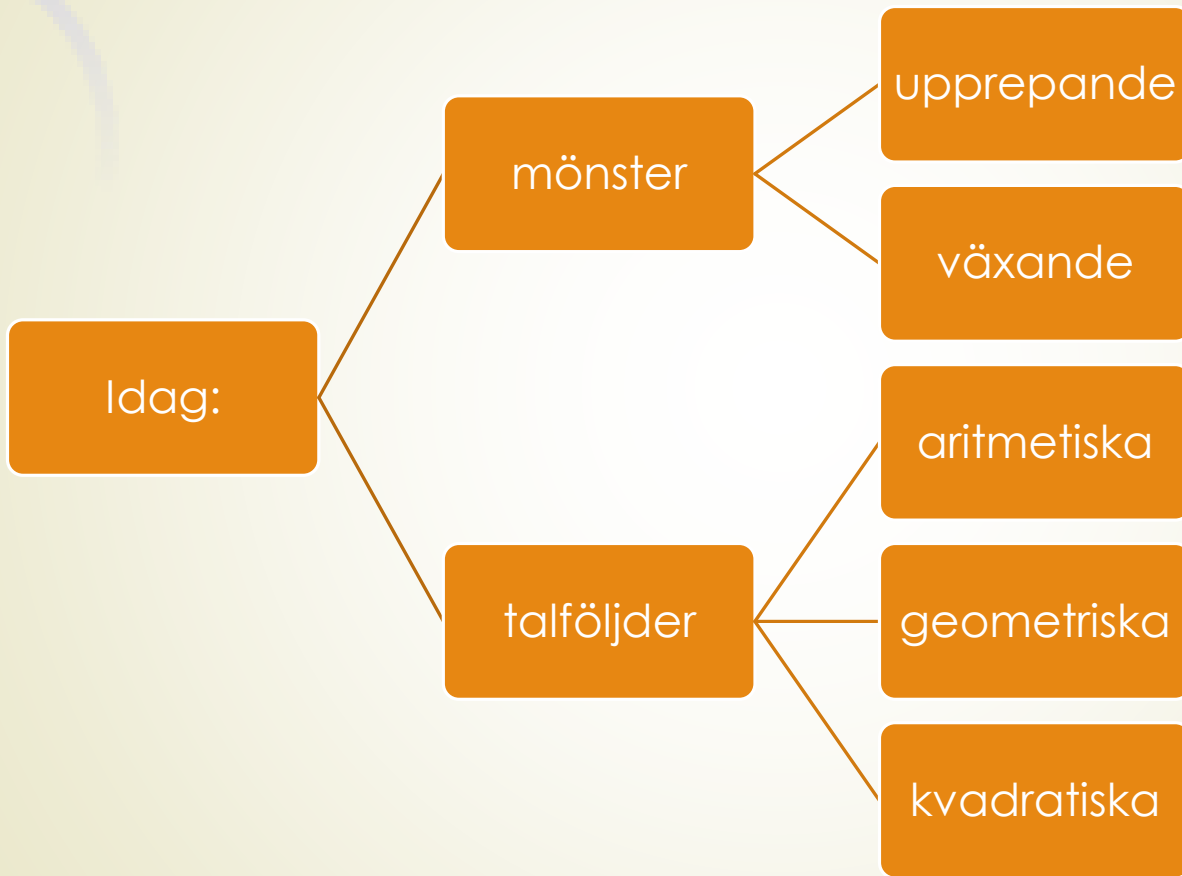 Idag:
mönster
upprepande
växande
talföljder
aritmetiska
geometriska
kvadratiska